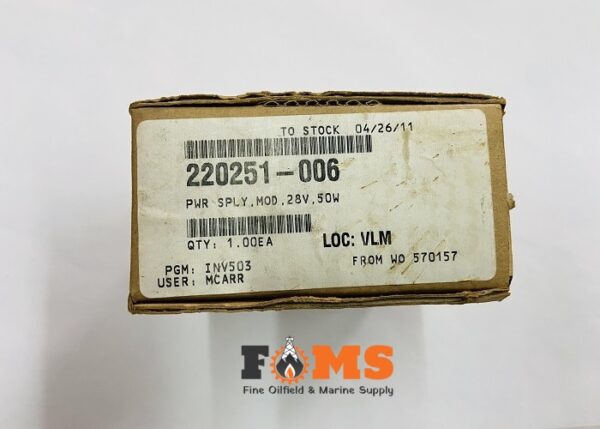 TO STOCK 04/26/11
220251-006
PWR SPLY,MOD,28V,50W
QTY: 1.00EA LOC: VLM
PGM: INV503 FROM WO 570157
USER: MCARR
FOMS
Fine Oilfield & Marine Supply